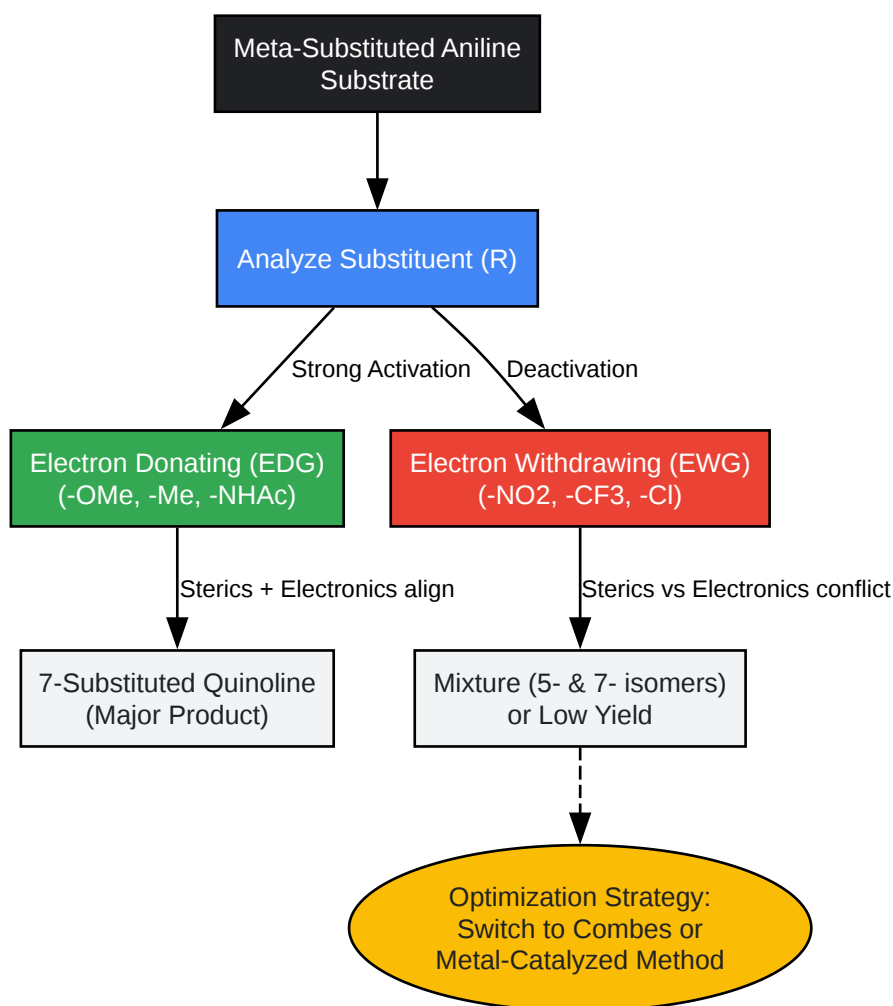 Meta-Substituted Aniline
Substrate
Analyze Substituent (R)
Strong Activation
Deactivation
Electron Donating (EDG)
(-OMe, -Me, -NHAc)
Electron Withdrawing (EWG)
(-NO2, -CF3, -Cl)
Sterics + Electronics align
Sterics vs Electronics conflict
7-Substituted Quinoline
(Major Product)
Mixture (5- & 7- isomers)
or Low Yield
Optimization Strategy:
Switch to Combes or
Metal-Catalyzed Method